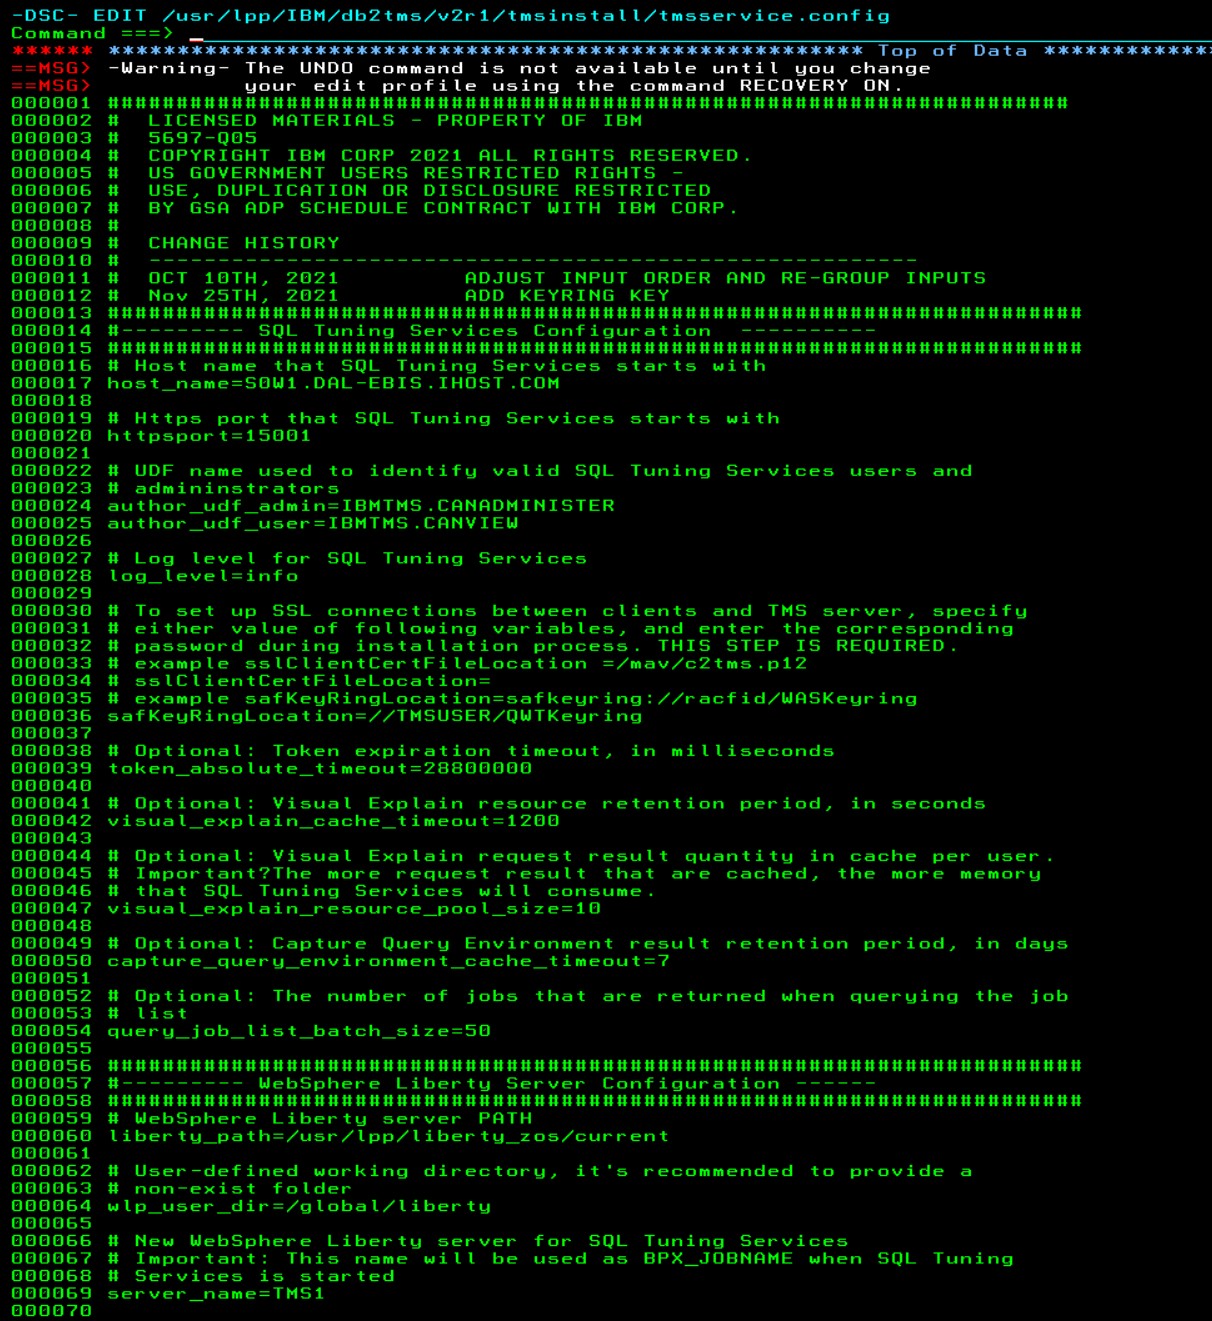 -DSC- EDIT /usr/lpp/IBM/db2tms/v2r1/tmsinstall/tmsservice.config
Command ===> _
****** ******************************************************* Top of Data *************
==MSG> -Warning- The UNDO command is not available until you change
==MSG>           your edit profile using the command RECOVERY ON.
000001 ######################################################################
000002 #  LICENSED MATERIALS - PROPERTY OF IBM
000003 #  5697-Q05
000004 #  COPYRIGHT IBM CORP 2021 ALL RIGHTS RESERVED.
000005 #  US GOVERNMENT USERS RESTRICTED RIGHTS -
000006 #  USE, DUPLICATION OR DISCLOSURE RESTRICTED
000007 #  BY GSA ADP SCHEDULE CONTRACT WITH IBM CORP.
000008 #
000009 #  CHANGE HISTORY
000010 #  --------------------------------------------------------
000011 #  OCT 10TH, 2021         ADJUST INPUT ORDER AND RE-GROUP INPUTS
000012 #  Nov 25TH, 2021         ADD KEYRING KEY
000013 #######################################################################
000014 #--------- SQL Tuning Services Configuration  ----------
000015 #######################################################################
000016 # Host name that SQL Tuning Services starts with
000017 host_name=S0W1.DAL-EBIS.IHOST.COM
000018
000019 # Https port that SQL Tuning Services starts with
000020 httpsport=15001
000021
000022 # UDF name used to identify valid SQL Tuning Services users and
000023 # admininstrators
000024 author_udf_admin=IBMTMS.CANADMINISTER
000025 author_udf_user=IBMTMS.CANVIEW
000026
000027 # Log level for SQL Tuning Services
000028 log_level=info
000029
000030 # To set up SSL connections between clients and TMS server, specify
000031 # either value of following variables, and enter the corresponding
000032 # password during installation process. THIS STEP IS REQUIRED.
000033 # example sslClientCertFileLocation =/mav/c2tms.p12
000034 # sslClientCertFileLocation=
000035 # example safKeyRingLocation=safkeyring://racfid/WASKeyring
000036 safKeyRingLocation=//TMSUSER/QWTKeyring
000037
000038 # Optional: Token expiration timeout, in milliseconds
000039 token_absolute_timeout=28800000
000040
000041 # Optional: Visual Explain resource retention period, in seconds
000042 visual_explain_cache_timeout=1200
000043
000044 # Optional: Visual Explain request result quantity in cache per user.
000045 # Important?The more request result that are cached, the more memory
000046 # that SQL Tuning Services will consume.
000047 visual_explain_resource_pool_size=10
000048
000049 # Optional: Capture Query Environment result retention period, in days
000050 capture_query_environment_cache_timeout=7
000051
000052 # Optional: The number of jobs that are returned when querying the job
000053 # list
000054 query_job_list_batch_size=50
000055
000056 #######################################################################
000057 #--------- WebSphere Liberty Server Configuration ------
000058 #######################################################################
000059 # WebSphere Liberty server PATH
000060 liberty_path=/usr/lpp/liberty_zos/current
000061
000062 # User-defined working directory, it's recommended to provide a
000063 # non-exist folder
000064 wlp_user_dir=/global/liberty
000065
000066 # New WebSphere Liberty server for SQL Tuning Services
000067 # Important: This name will be used as BPX_JOBNAME when SQL Tuning
000068 # Services is started
000069 server_name=TMS1
000070